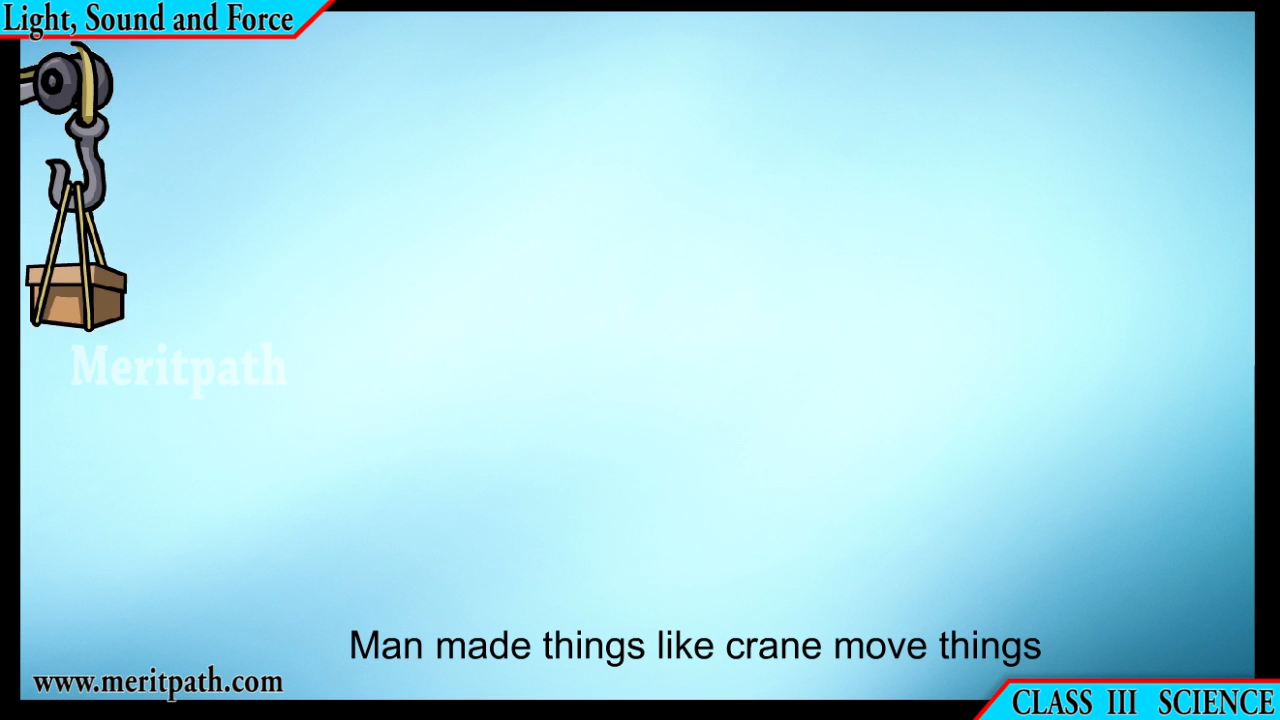 Light, Sound and Force
Meritpath
Man made things like crane move things
www.meritpath.com
CLASS III SCIENCE